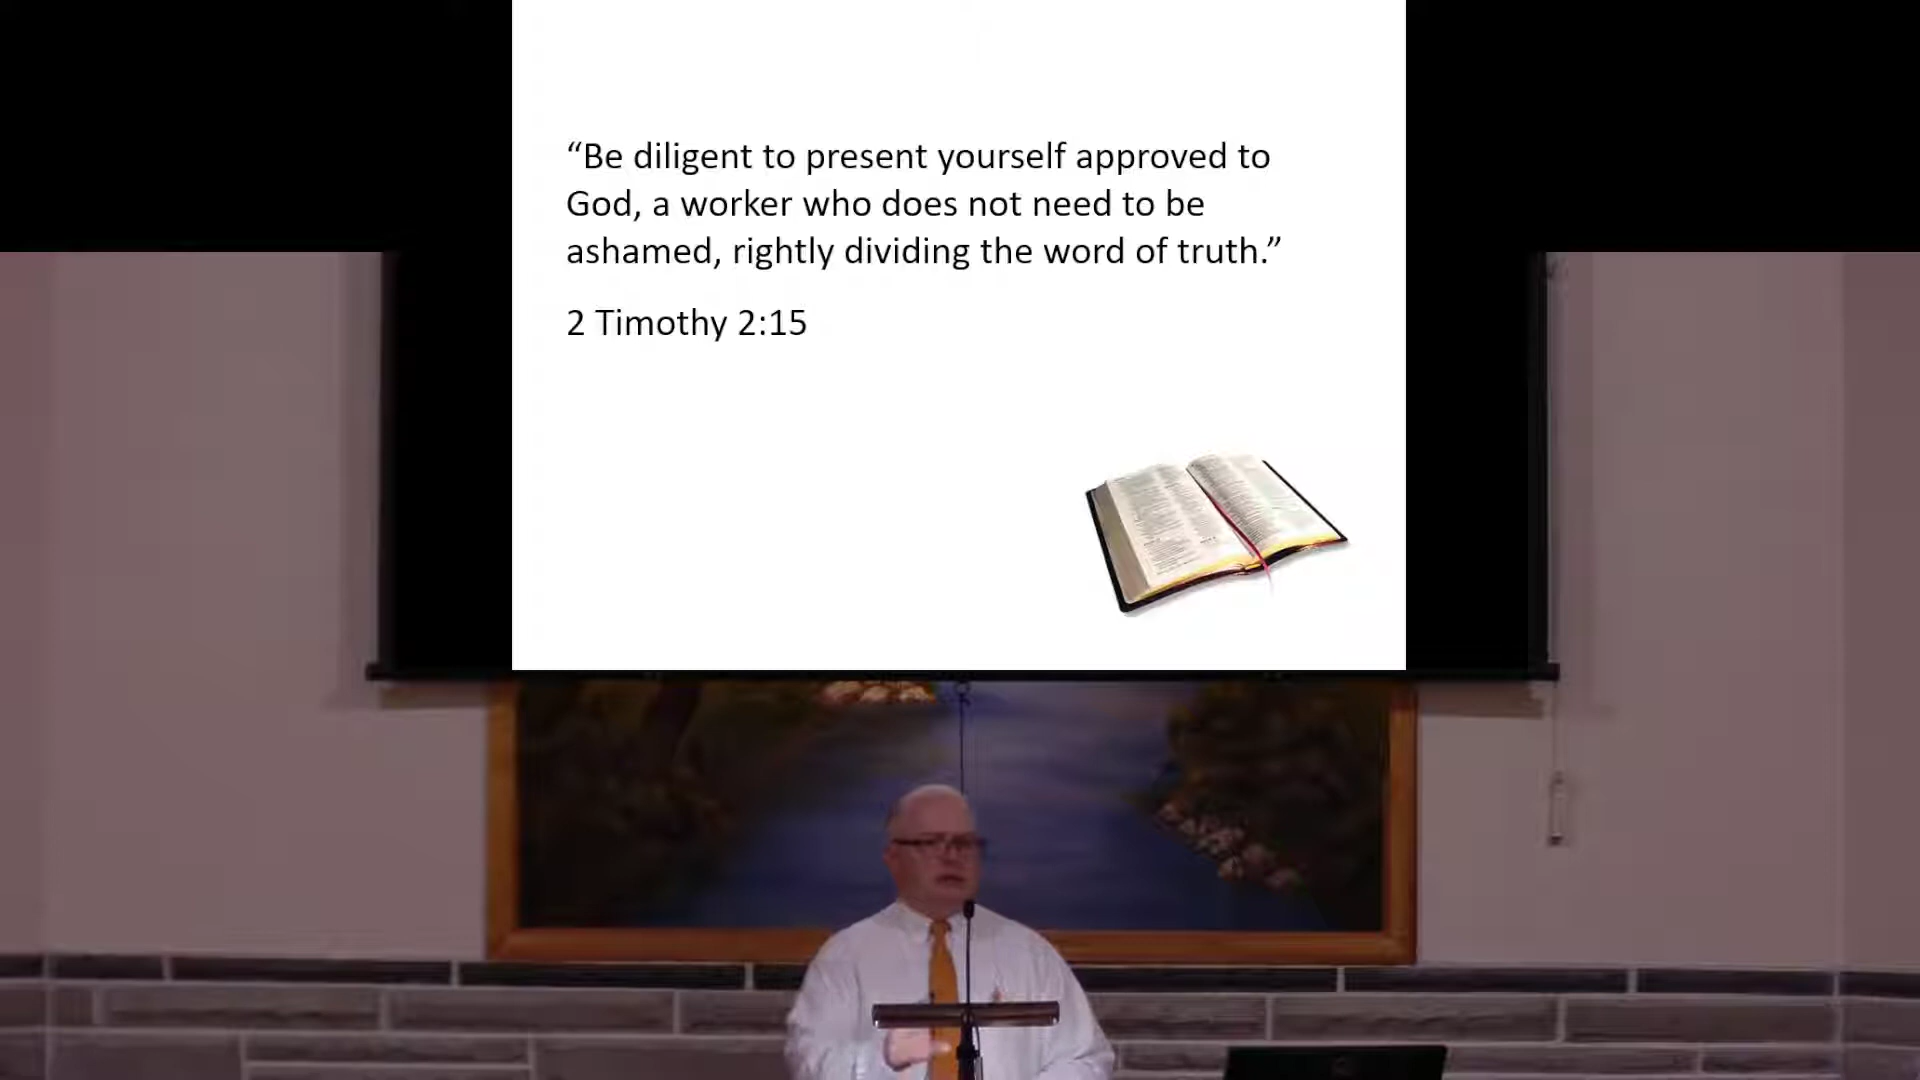 “Be diligent to present yourself approved to
God, a worker who does not need to be
ashamed, rightly dividing the word of truth.”
2 Timothy 2:15